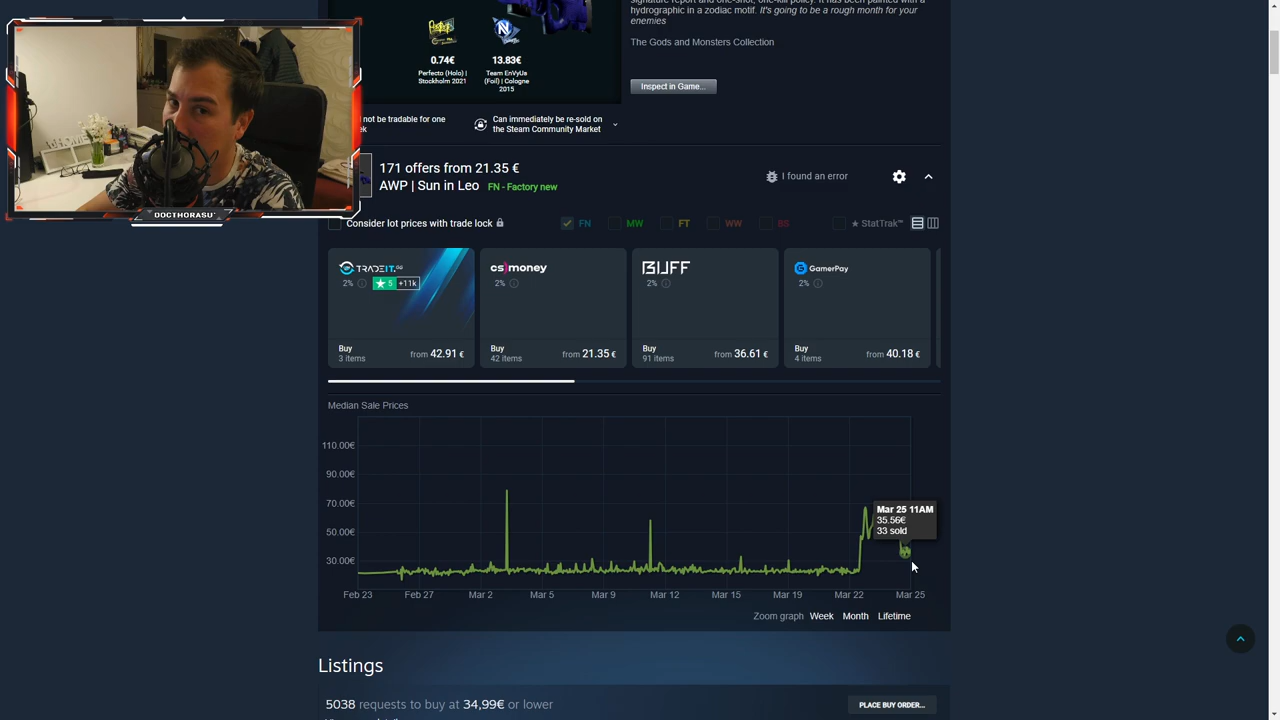 signature report and one-shot, one-kill policy. It has been painted with a
hydrographic in a zodiac motif. It's going to be a rough month for your
enemies
The Gods and Monsters Collection
Inspect in Game...
0.74€
13.83€
Perfecto (Holo) |
Stockholm 2021
Team EnVyUs
(Foil) | Cologne
2015
not be tradable for one
Can immediately be re-sold on
the Steam Community Market
DOCTHORASU
171 offers from 21.35 €
AWP | Sun in Leo
FN - Factory new
I found an error
Consider lot prices with trade lock
FN
MW
FT
WW
BS
★ StatTrak™
TRADEIT.GG
2%
5
+11k
Buy
3 items
from 42.91 €
cs money
2%
Buy
42 items
from 21.35 €
BUFF
2%
Buy
91 items
from 36.61 €
GamerPay
2%
Buy
4 items
from 40.18 €
Median Sale Prices
110.00€
90.00€
70.00€
50.00€
30.00€
Mar 25 11AM
35.56€
33 sold
Feb 23
Feb 27
Mar 2
Mar 5
Mar 9
Mar 12
Mar 15
Mar 19
Mar 22
Mar 25
Zoom graph
Week
Month
Lifetime
Listings
5038 requests to buy at 34,99€ or lower
PLACE BUY ORDER...